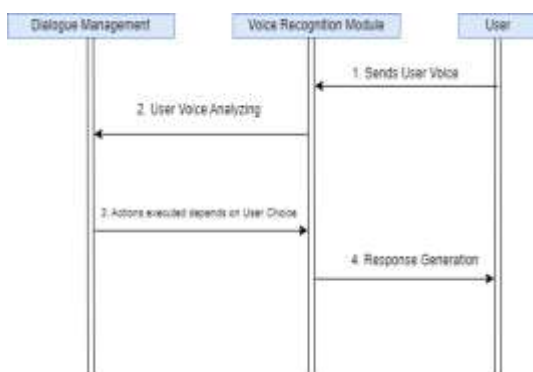 Dialogue Management
Voice Recognition Module
User
1. Sends User Voice
2. User Voice Analyzing
3. Actions executed depends on User Choice
4. Response Generation